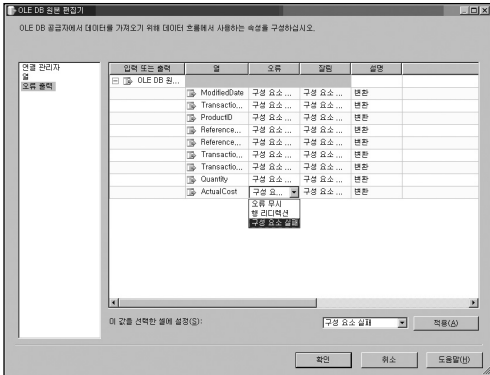 OLE DB 원본 편집기
OLE DB 공급자에서 데이터를 가져오기 위해 데이터 흐름에서 사용하는 속성을 구성하십시오.
연결 관리자
열
오류 출력
입력 또는 출력 열 오류 잘림 설명
OLE DB 원...
ModifiedDate 구성 요소 ... 구성 요소 ... 변환
Transactio... 구성 요소 ... 구성 요소 ... 변환
ProductID 구성 요소 ... 구성 요소 ... 변환
Reference... 구성 요소 ... 구성 요소 ... 변환
Reference... 구성 요소 ... 구성 요소 ... 변환
Transactio... 구성 요소 ... 구성 요소 ... 변환
Transactio... 구성 요소 ... 구성 요소 ... 변환
Quantity 구성 요소 ... 구성 요소 ... 변환
ActualCost 구성 요... 구성 요소 ... 변환
오류 무시
행 리디렉션
구성 요소 실패
이 값을 선택한 셀에 설정(S): 구성 요소 실패 적용(A)
확인 취소 도움말(H)